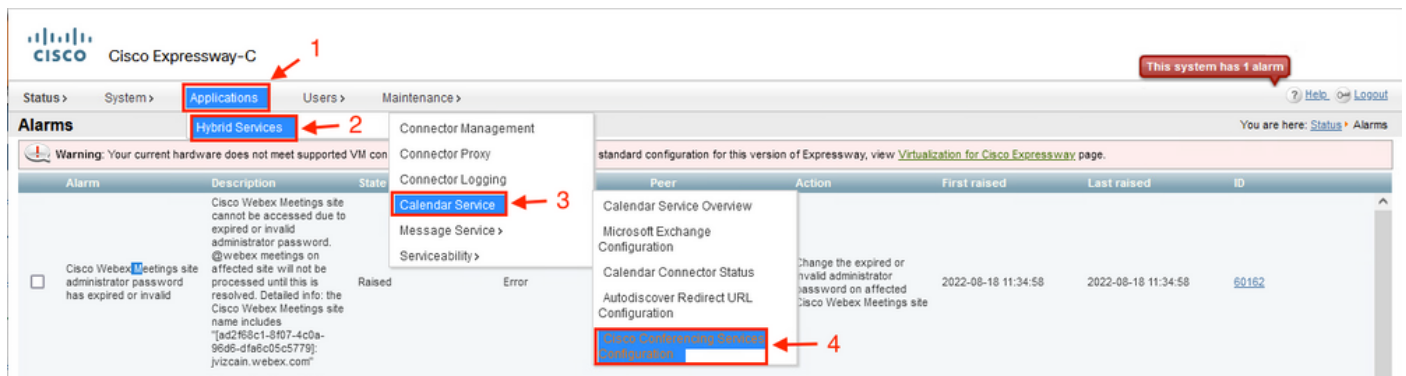 CISCO Cisco Expressway-C
1
This system has 1 alarm
Status > System > Applications Users > Maintenance >
? Help Logout
Alarms
Hybrid Services
2
You are here: Status Alarms
Warning: Your current hardware does not meet supported VM con
standard configuration for this version of Expressway, view Virtualization for Cisco Expressway page.
Connector Management
Connector Proxy
Connector Logging
Calendar Service
3
Message Service >
Serviceability >
Alarm Description State Peer Action First raised Last raised ID
Calendar Service Overview
Microsoft Exchange
Configuration
Calendar Connector Status
Autodiscover Redirect URL
Configuration
Cisco Conferencing Services
Configuration
4
Cisco Webex Meetings site
administrator password
has expired or invalid
Cisco Webex Meetings site
cannot be accessed due to
expired or invalid
administrator password.
@webex meetings on
affected site will not be
processed until this is
resolved. Detailed info: the
Cisco Webex Meetings site
name includes
"[ad2f68c1-8f07-4c0a-
96d6-dfa6c05c5779]:
jvizcain.webex.com"
Raised
Error
Change the expired or
invalid administrator
password on affected
Cisco Webex Meetings site
2022-08-18 11:34:58
2022-08-18 11:34:58
60162